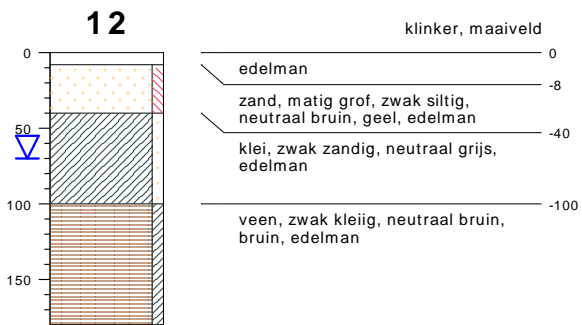 12
klinker, maaiveld
0
0
edelman
-8
zand, matig grof, zwak siltig,
neutraal bruin, geel, edelman
50
-40
klei, zwak zandig, neutraal grijs,
edelman
100
-100
veen, zwak kleiig, neutraal bruin,
bruin, edelman
150